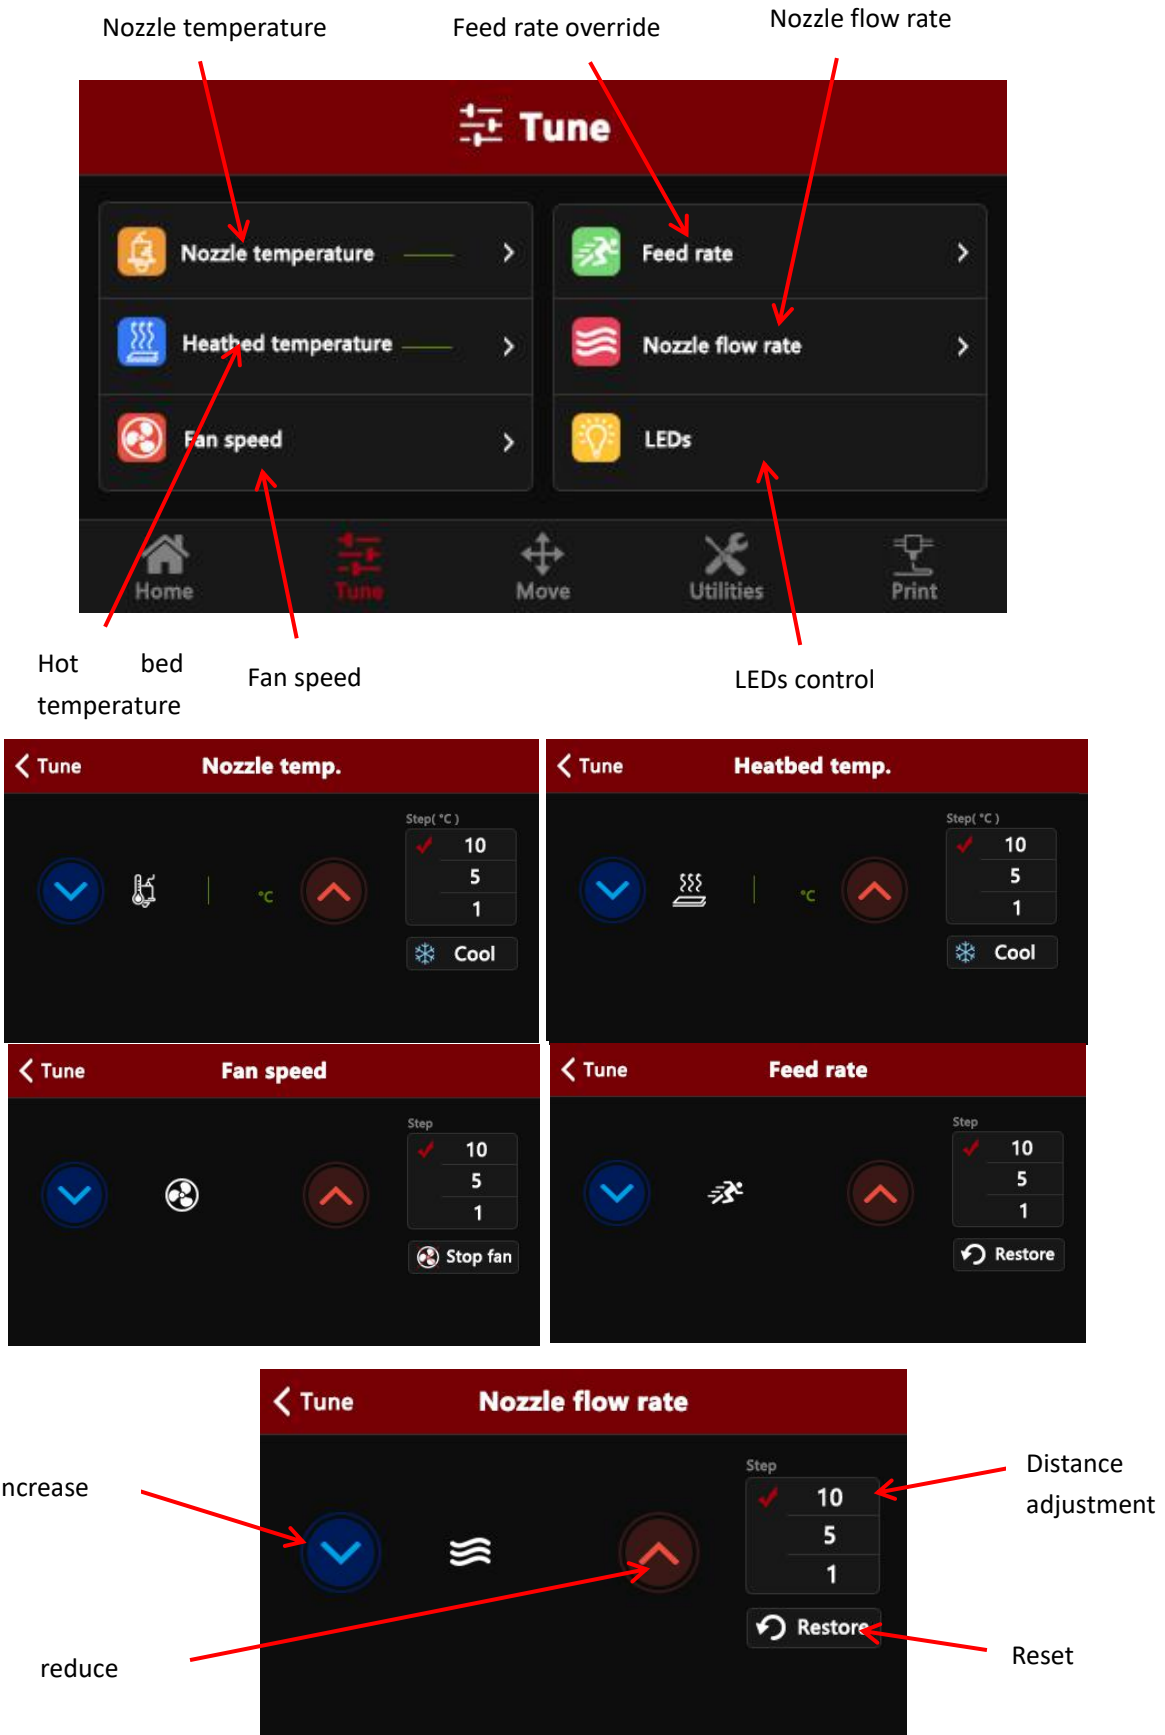 Nozzle temperature
Feed rate override
Nozzle flow rate
Tune
Nozzle temperature
Feed rate
Heatbed temperature
Nozzle flow rate
Fan speed
LEDs
Home
Tune
Move
Utilities
Print
Hot bed
temperature
Fan speed
LEDs control
Tune
Nozzle temp.
Step( °C )
10
5
1
°C
Cool
Tune
Heatbed temp.
Step( °C )
10
5
1
°C
Cool
Tune
Fan speed
Step
10
5
1
Stop fan
Tune
Feed rate
Step
10
5
1
Restore
Tune
Nozzle flow rate
Step
10
5
1
Restore
ncrease
reduce
Distance
adjustment
Reset